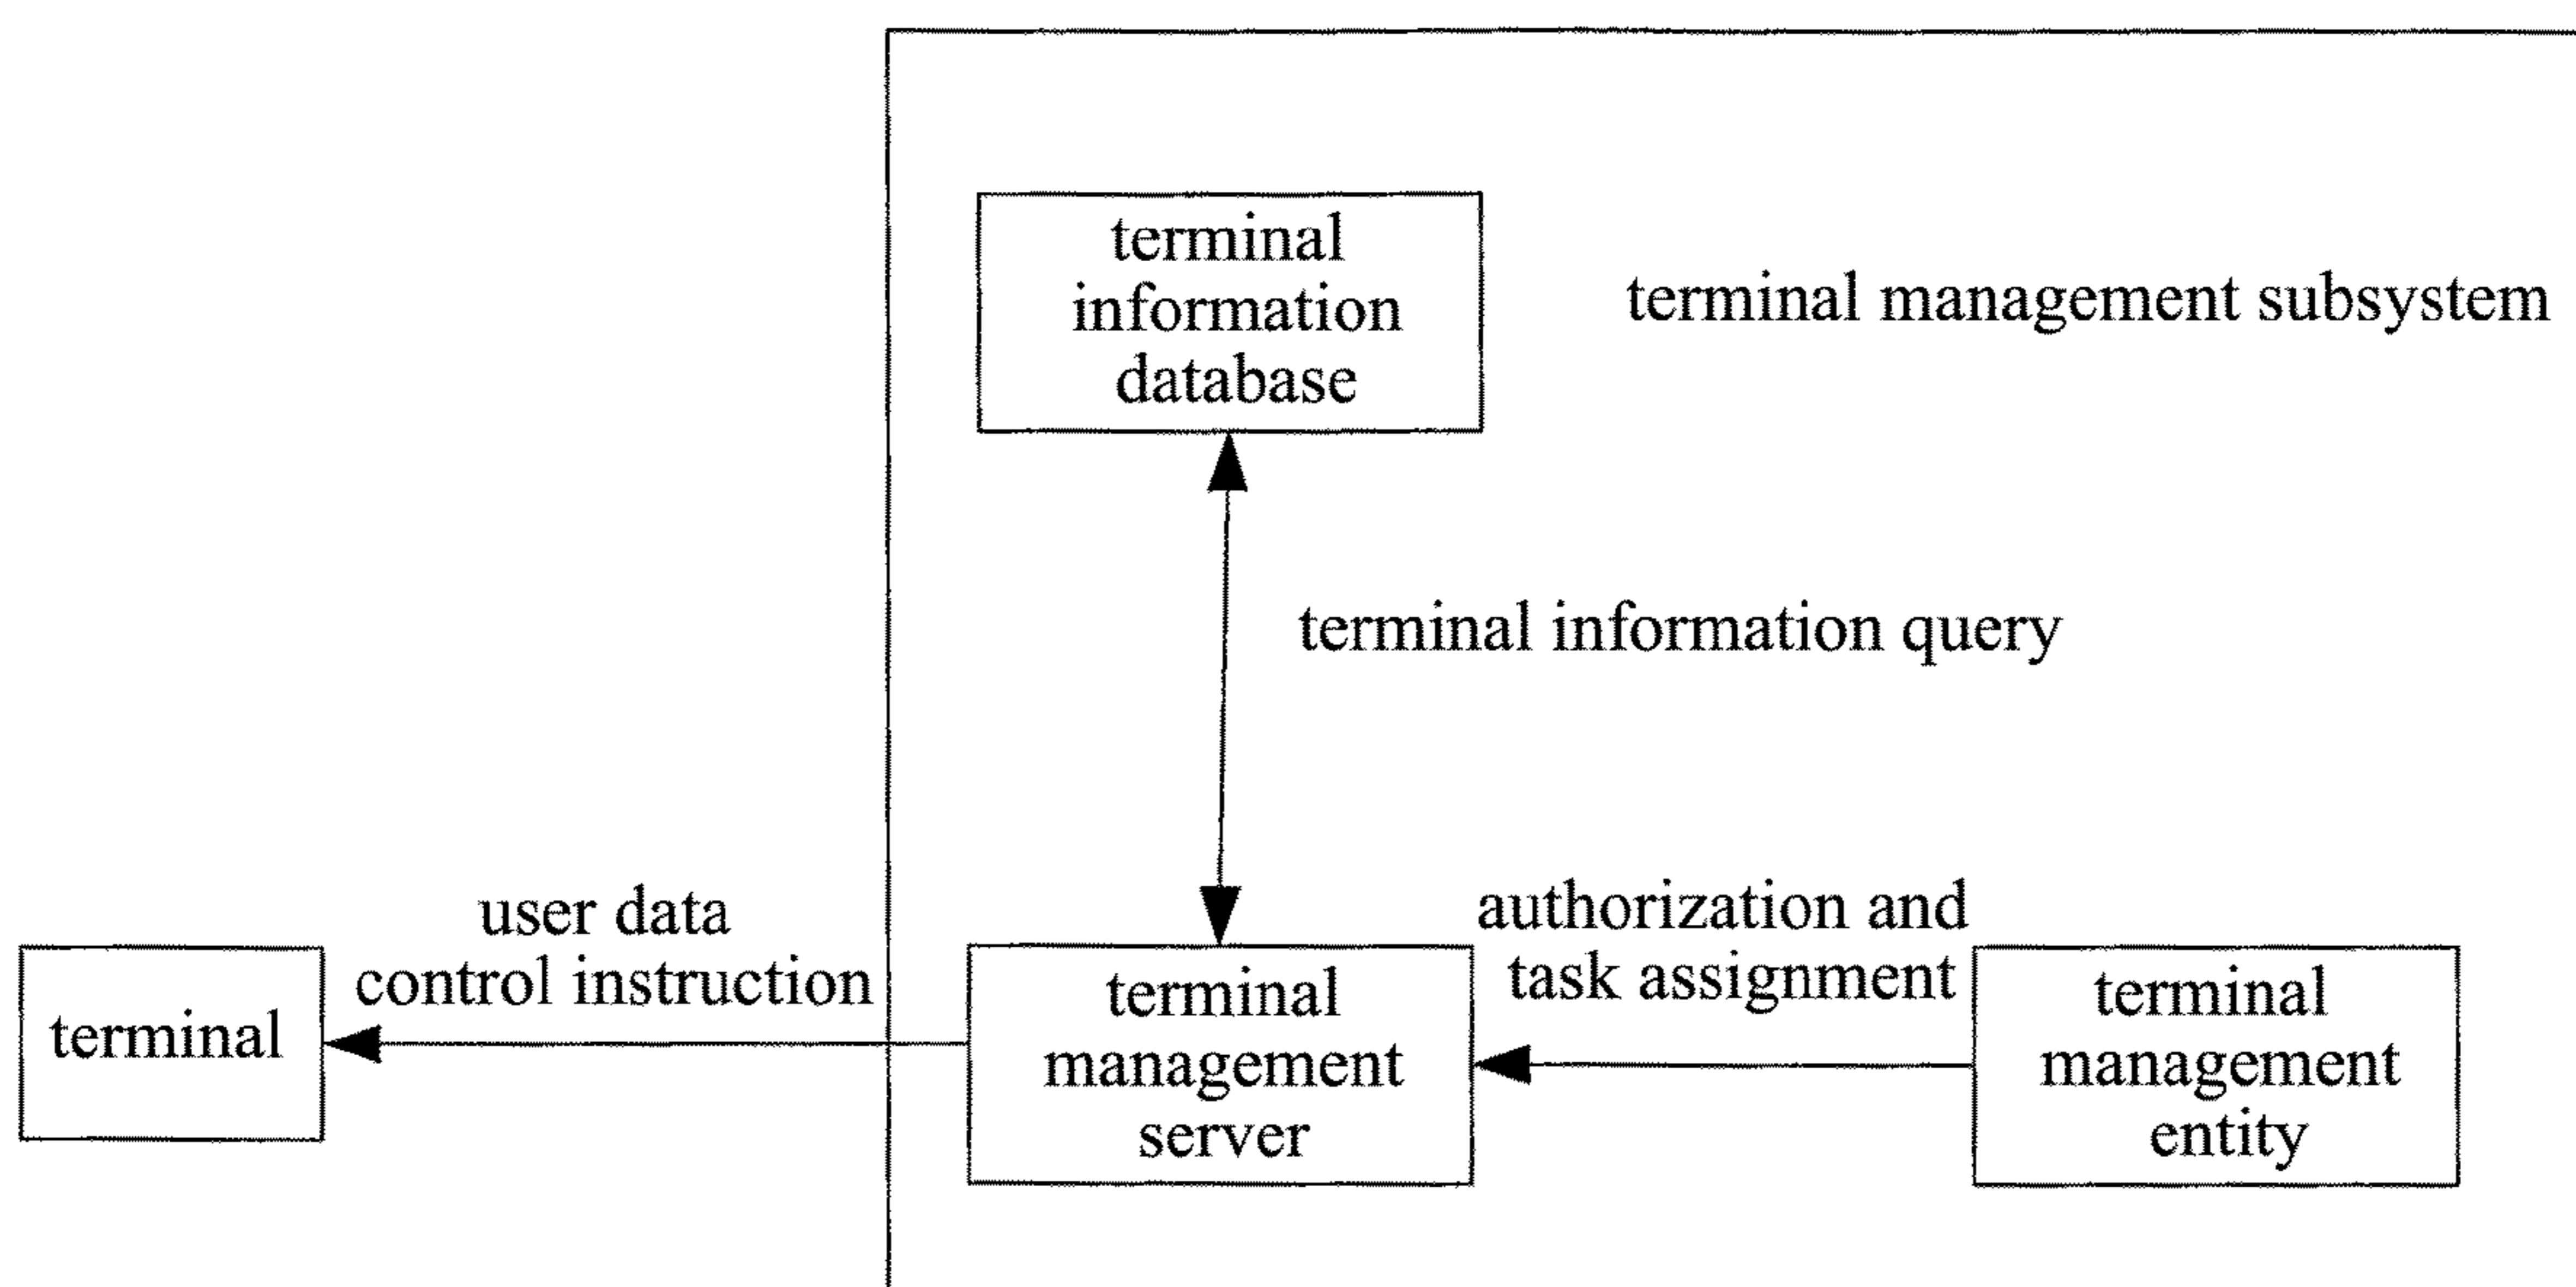 terminal
information
database
terminal management subsystem
terminal information query
user data
control instruction
authorization and
task assignment
terminal
terminal
management
server
terminal
management
entity